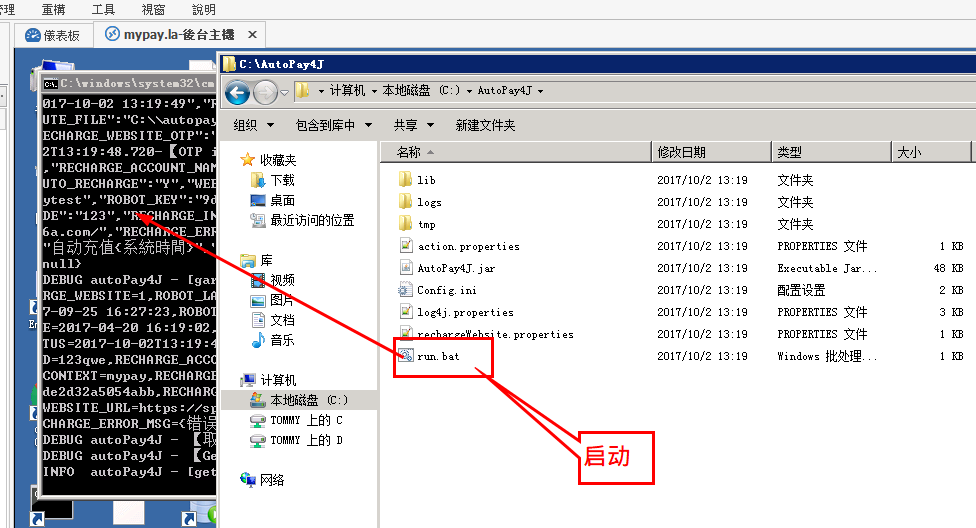 管理 重構 工具 視窗 說明
儀表板 mypay.la-後台主機
C:\windows\system32\cm
C:\AutoPay4J
计算机 本地磁盘 (C:) AutoPay4J
组织 包含到库中 共享 新建文件夹
017-10-02 13:19:49","R
UTE_FILE":"C:\\autopay
ECHARGE_WEBSITE_OTP":"
2T13:19:48.720-【OTP i
,"RECHARGE_ACCOUNT_NAM
UTO_RECHARGE":"Y","WEB
ytest","ROBOT_KEY":"9d
DE":"123","RECHARGE_IN
6a.com/","RECHARGE_ERR
"自动充值{系統時間}",
null}
DEBUG autoPay4J - [gar
RGE_WEBSITE=1,ROBOT_LA
7-09-25 16:27:23,ROBOT
E=2017-04-20 16:19:02,
TUS=2017-10-02T13:19:4
D=123qwe,RECHARGE_ACCO
CONTEXT=mypay,RECHARGE
de2d32a5054abb,RECHARG
WEBSITE_URL=https://sp
CHARGE_ERROR_MSG=<错误
DEBUG autoPay4J - 【取
DEBUG autoPay4J - 【Ge
INFO autoPay4J - [get
收藏夹
下载
桌面
最近访问的位置
库
视频
图片
文档
音乐
计算机
本地磁盘 (C:)
TOMMY 上的 C
TOMMY 上的 D
网络
名称 修改日期 类型 大小
lib 2017/10/2 13:19 文件夹
logs 2017/10/2 13:19 文件夹
tmp 2017/10/2 13:19 文件夹
action.properties 2017/10/2 13:19 PROPERTIES 文件 1 KB
AutoPay4J.jar 2017/10/2 13:19 Executable Jar... 48 KB
Config.ini 2017/10/2 13:19 配置设置 2 KB
log4j.properties 2017/10/2 13:19 PROPERTIES 文件 3 KB
rechargeWebsite.properties 2017/10/2 13:19 PROPERTIES 文件 1 KB
run.bat 2017/10/2 13:19 Windows 批处理... 1 KB
启动